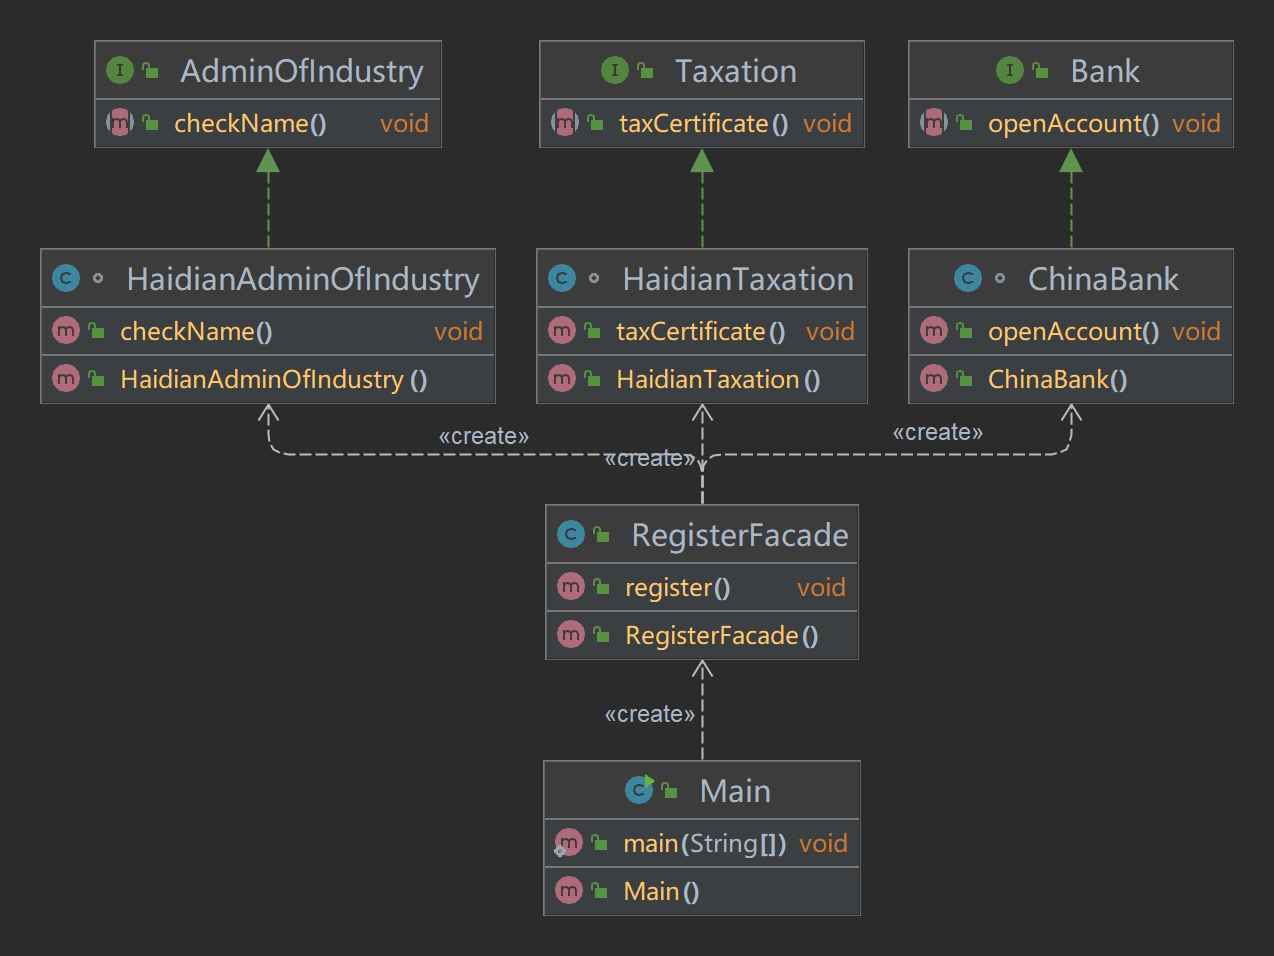 AdminOfIndustry
checkName() void
Taxation
taxCertificate() void
Bank
openAccount() void
HaidianAdminOfIndustry
checkName() void
HaidianAdminOfIndustry ()
HaidianTaxation
taxCertificate() void
HaidianTaxation()
ChinaBank
openAccount() void
ChinaBank()
«create»
«create»
«create»
RegisterFacade
register() void
RegisterFacade()
«create»
Main
main(String[]) void
Main()